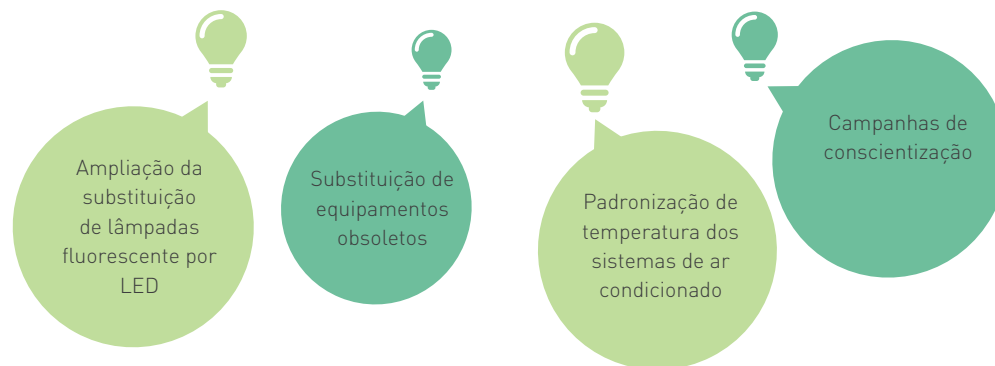 Ampliação da
substituição
de lâmpadas
fluorescente por
LED
Substituição de
equipamentos
obsoletos
Padronização de
temperatura dos
sistemas de ar
condicionado
Campanhas de
conscientização